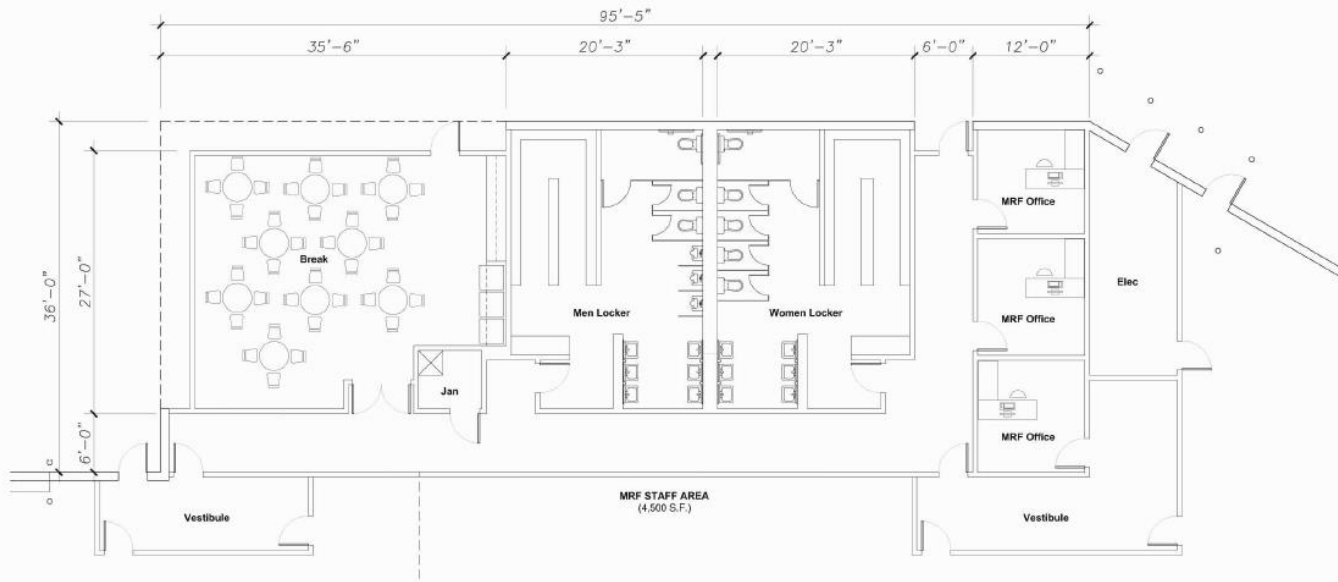 95'-5"
35'-6"
20'-3"
20'-3"
6'-0"
12'-0"
36'-0"
27'-0"
6'-0"
MRF Office
Break
Elec
Men Locker
Women Locker
MRF Office
Jan
MRF Office
MRF STAFF AREA
(4,500 S.F.)
Vestibule
Vestibule